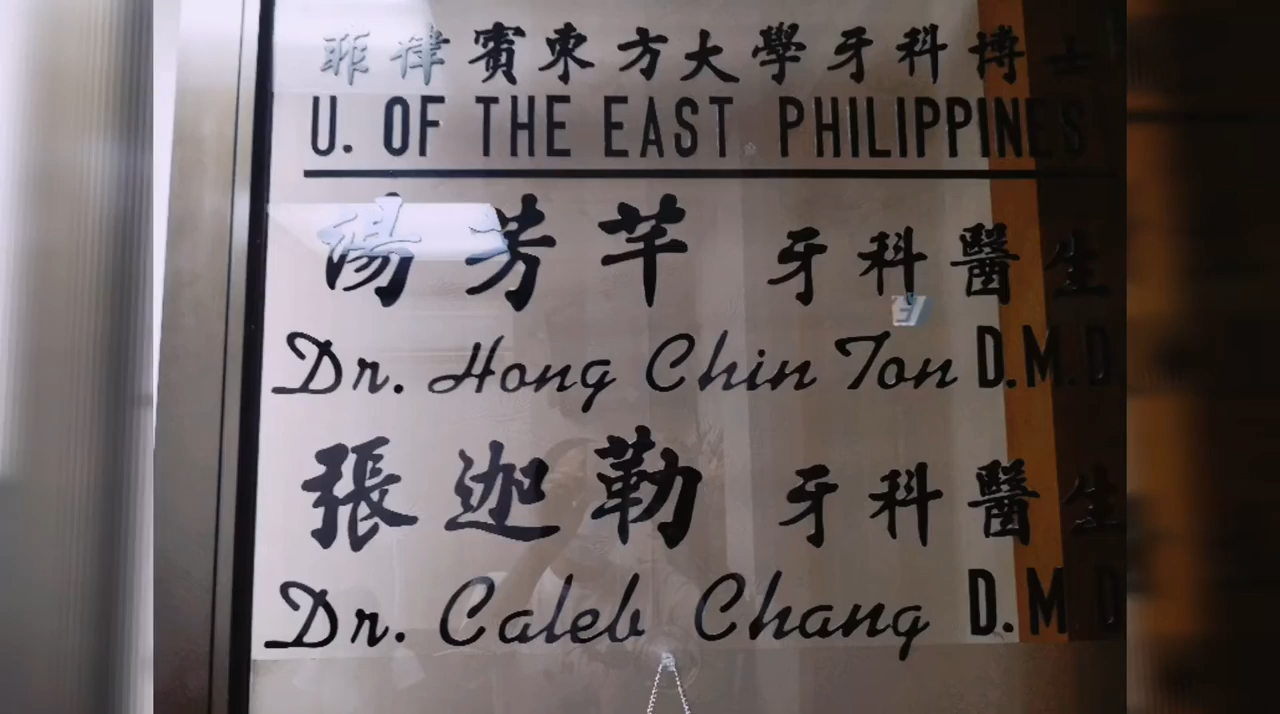 菲律賓東方大學牙科博士
U. OF THE EAST PHILIPPINES
湯芳芊 牙科醫生
Dr. Hong Chin Ton D.M.D
張迦勒 牙科醫生
Dr. Caleb Chang D.M.D